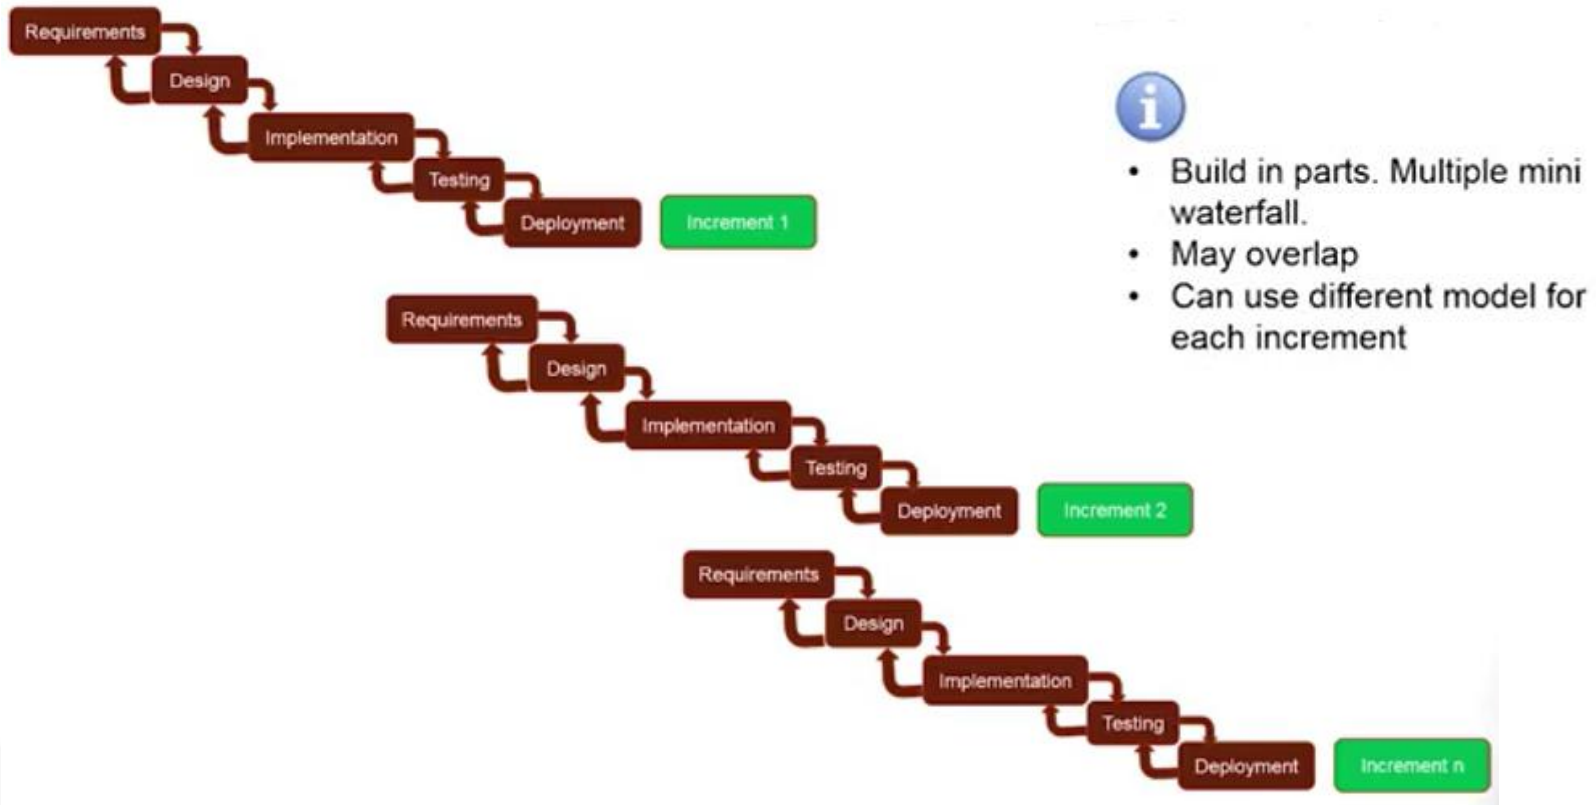 Requirements
Design
Implementation
Testing
Deployment
Increment 1
i
• Build in parts. Multiple mini
waterfall.
• May overlap
• Can use different model for
each increment
Requirements
Design
Implementation
Testing
Deployment
Increment 2
Requirements
Design
Implementation
Testing
Deployment
Increment n